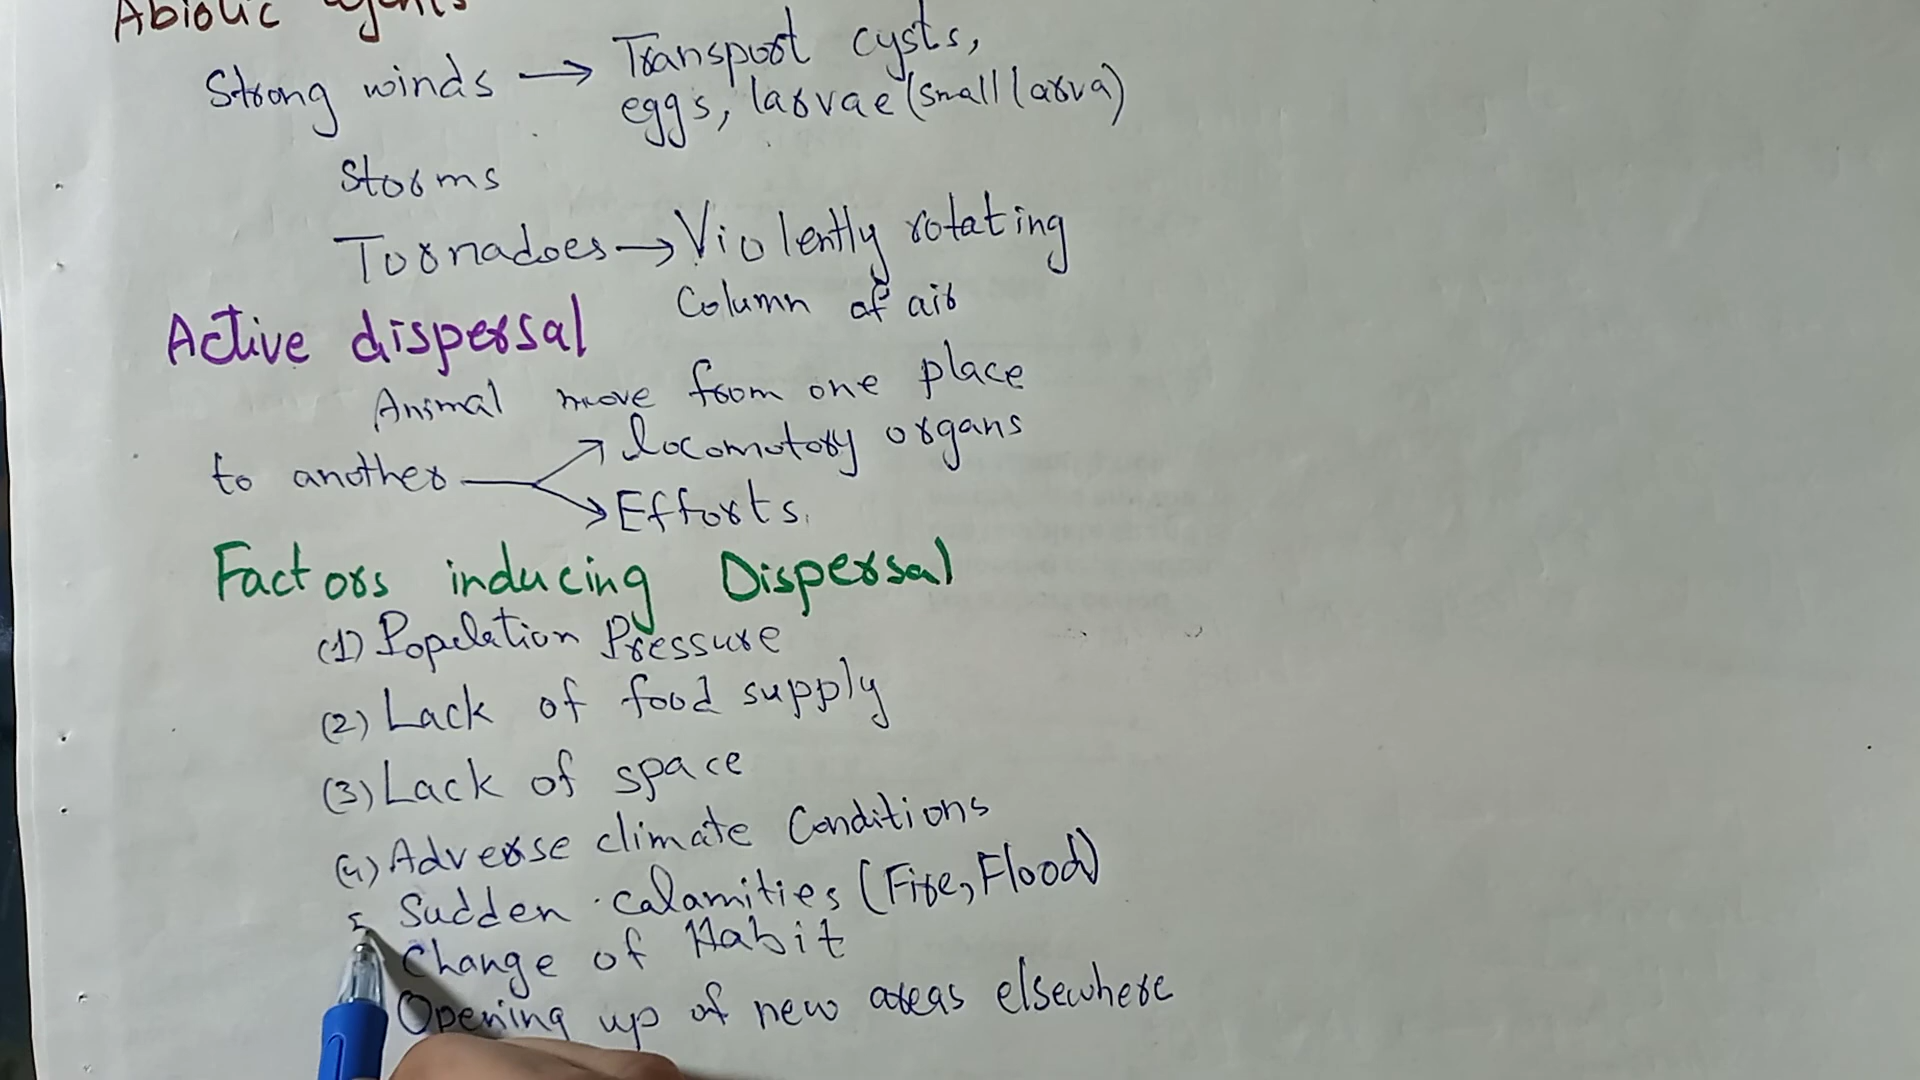 Abiotic agents
Strong winds → Transport cysts,
eggs, larvae (small larva)
Storms
Tornadoes → Violently rotating
Column of air
Active dispersal
Animal move from one place
to another → locomotory organs
→ Efforts.
Factors inducing Dispersal
(1) Population Pressure
(2) Lack of food supply
(3) Lack of space
(4) Adverse climate Conditions
5 Sudden calamities (Fire, Flood)
Change of Habit
Opening up of new areas elsewhere